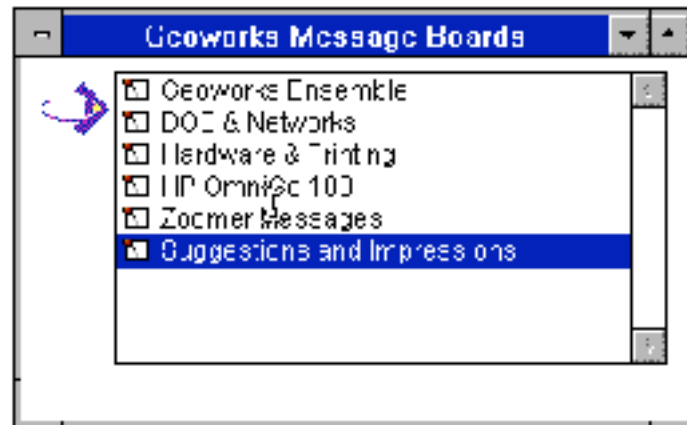 Geoworks Message Boards
Geoworks Ensemble
DOS & Networks
Hardware & Printing
HP OmniGo 100
Zoomer Messages
Suggestions and Impressions